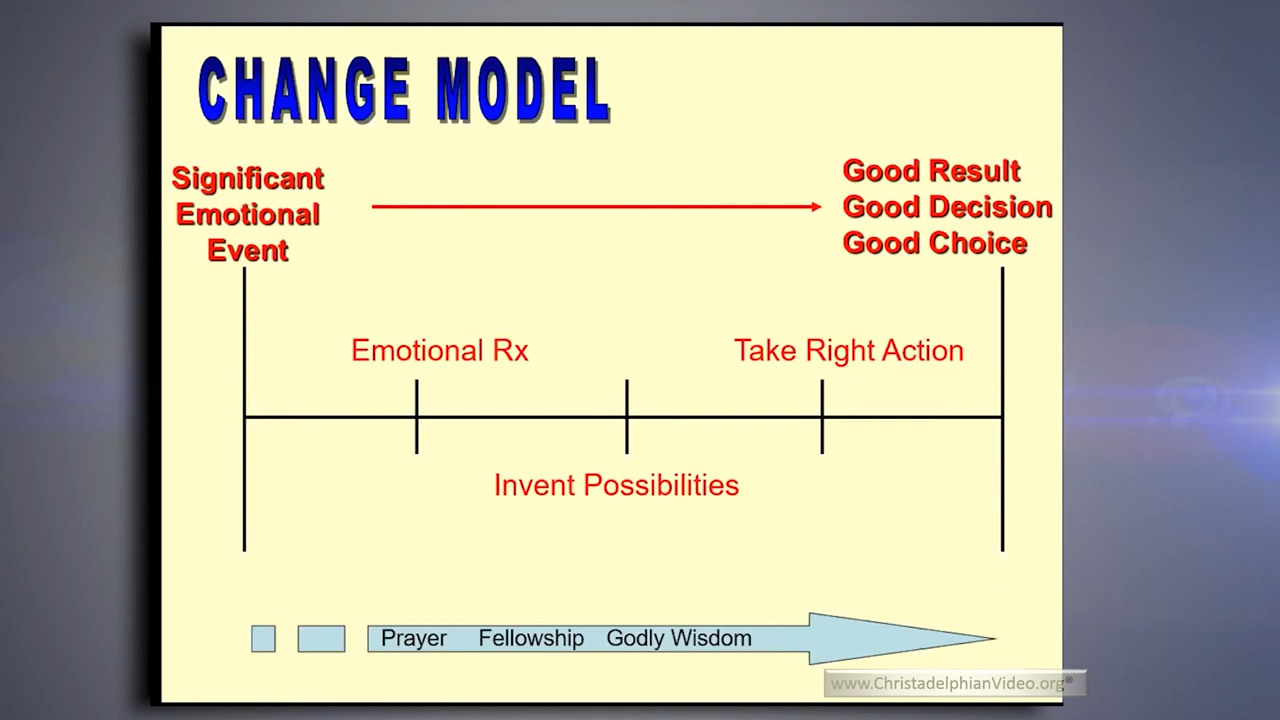 CHANGE MODEL
Significant
Emotional
Event
Good Result
Good Decision
Good Choice
Emotional Rx
Take Right Action
Invent Possibilities
Prayer Fellowship Godly Wisdom
www.ChristadelphianVideo.org®